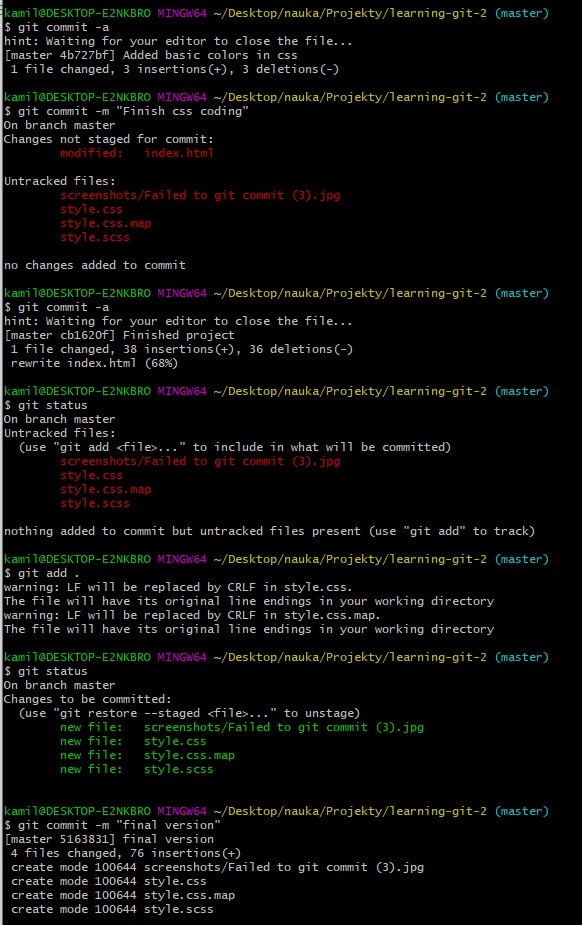 kamil@DESKTOP-E2NKBRO MINGW64 ~/Desktop/nauka/Projekty/learning-git-2 (master)
$ git commit -a
hint: Waiting for your editor to close the file...
[master 4b727bf] Added basic colors in css
 1 file changed, 3 insertions(+), 3 deletions(-)

kamil@DESKTOP-E2NKBRO MINGW64 ~/Desktop/nauka/Projekty/learning-git-2 (master)
$ git commit -m "Finish css coding"
On branch master
Changes not staged for commit:
        modified:   index.html

Untracked files:
        screenshots/Failed to git commit (3).jpg
        style.css
        style.css.map
        style.scss

no changes added to commit

kamil@DESKTOP-E2NKBRO MINGW64 ~/Desktop/nauka/Projekty/learning-git-2 (master)
$ git commit -a
hint: Waiting for your editor to close the file...
[master cb1620f] Finished project
 1 file changed, 38 insertions(+), 36 deletions(-)
 rewrite index.html (68%)

kamil@DESKTOP-E2NKBRO MINGW64 ~/Desktop/nauka/Projekty/learning-git-2 (master)
$ git status
On branch master
Untracked files:
  (use "git add <file>..." to include in what will be committed)
        screenshots/Failed to git commit (3).jpg
        style.css
        style.css.map
        style.scss

nothing added to commit but untracked files present (use "git add" to track)

kamil@DESKTOP-E2NKBRO MINGW64 ~/Desktop/nauka/Projekty/learning-git-2 (master)
$ git add .
warning: LF will be replaced by CRLF in style.css.
The file will have its original line endings in your working directory
warning: LF will be replaced by CRLF in style.css.map.
The file will have its original line endings in your working directory

kamil@DESKTOP-E2NKBRO MINGW64 ~/Desktop/nauka/Projekty/learning-git-2 (master)
$ git status
On branch master
Changes to be committed:
  (use "git restore --staged <file>..." to unstage)
        new file:   screenshots/Failed to git commit (3).jpg
        new file:   style.css
        new file:   style.css.map
        new file:   style.scss

kamil@DESKTOP-E2NKBRO MINGW64 ~/Desktop/nauka/Projekty/learning-git-2 (master)
$ git commit -m "final version"
[master 5163831] final version
 4 files changed, 76 insertions(+)
 create mode 100644 screenshots/Failed to git commit (3).jpg
 create mode 100644 style.css
 create mode 100644 style.css.map
 create mode 100644 style.scss